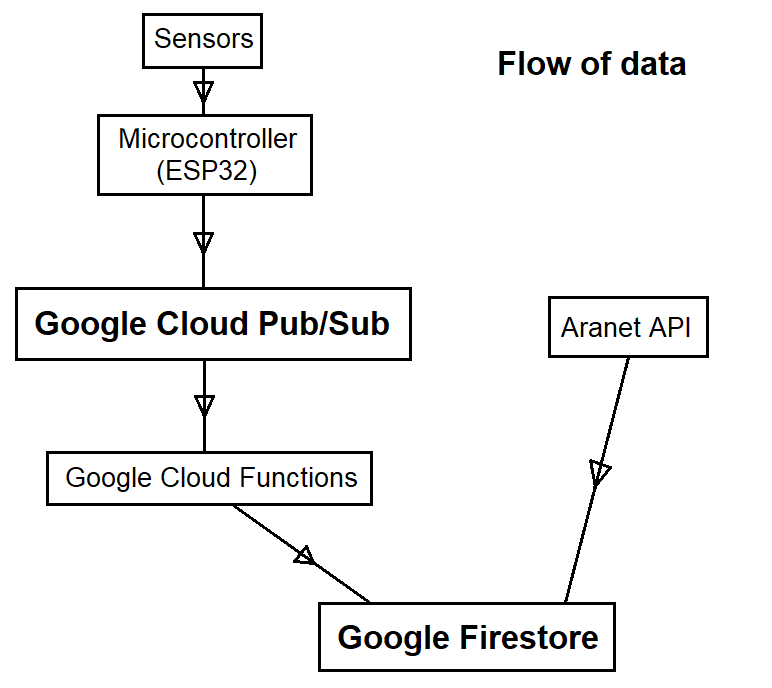 Sensors
Flow of data
Microcontroller
(ESP32)
Google Cloud Pub/Sub
Aranet API
Google Cloud Functions
Google Firestore